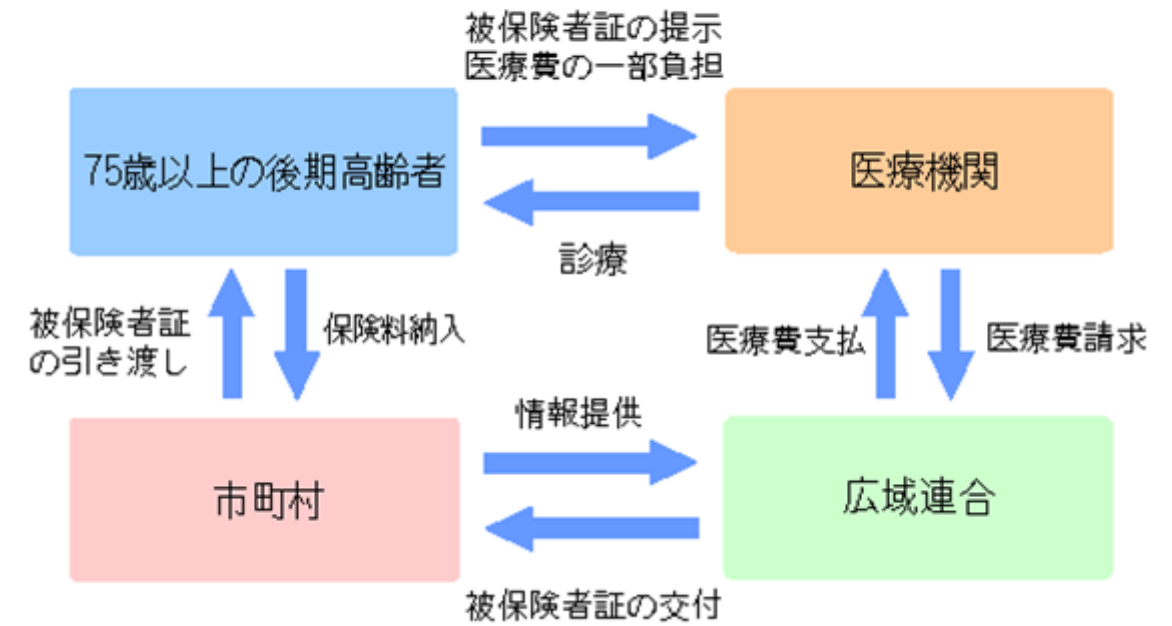 被保険者証の提示
医療費の一部負担
75歳以上の後期高齢者
医療機関
診療
被保険者証
の引き渡し
保険料納入
医療費支払
医療費請求
情報提供
市町村
広域連合
被保険者証の交付